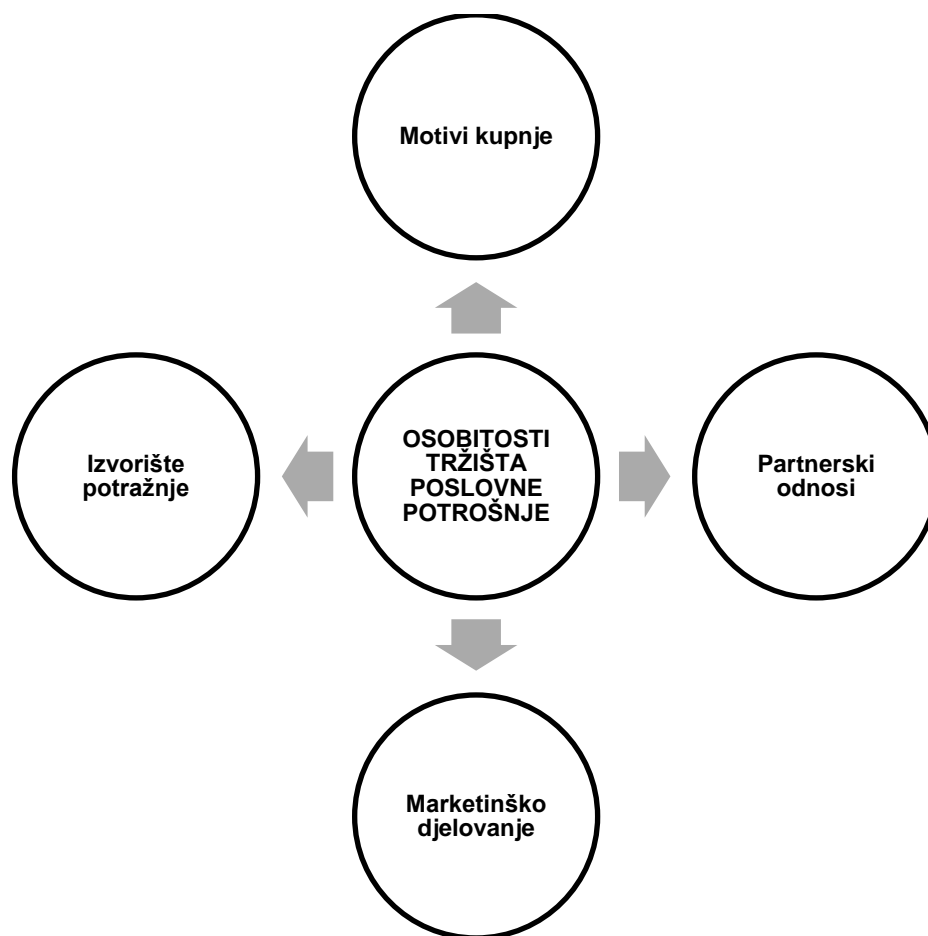 Motivi kupnje
Izvorište
potražnje
OSOBITOSTI
TRŽIŠTA
POSLOVNE
POTROŠNJE
Partnerski
odnosi
Marketinško
djelovanje